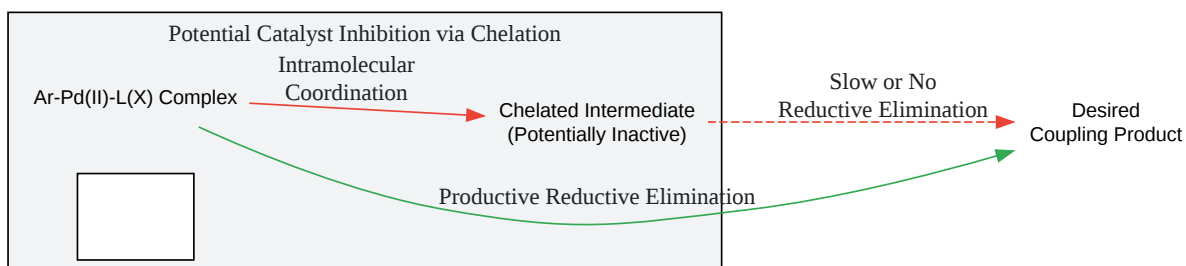 Potential Catalyst Inhibition via Chelation
Intramolecular
Coordination
Ar-Pd(II)-L(X) Complex
Chelated Intermediate
(Potentially Inactive)
Slow or No
Reductive Elimination
Desired
Coupling Product
Productive Reductive Elimination